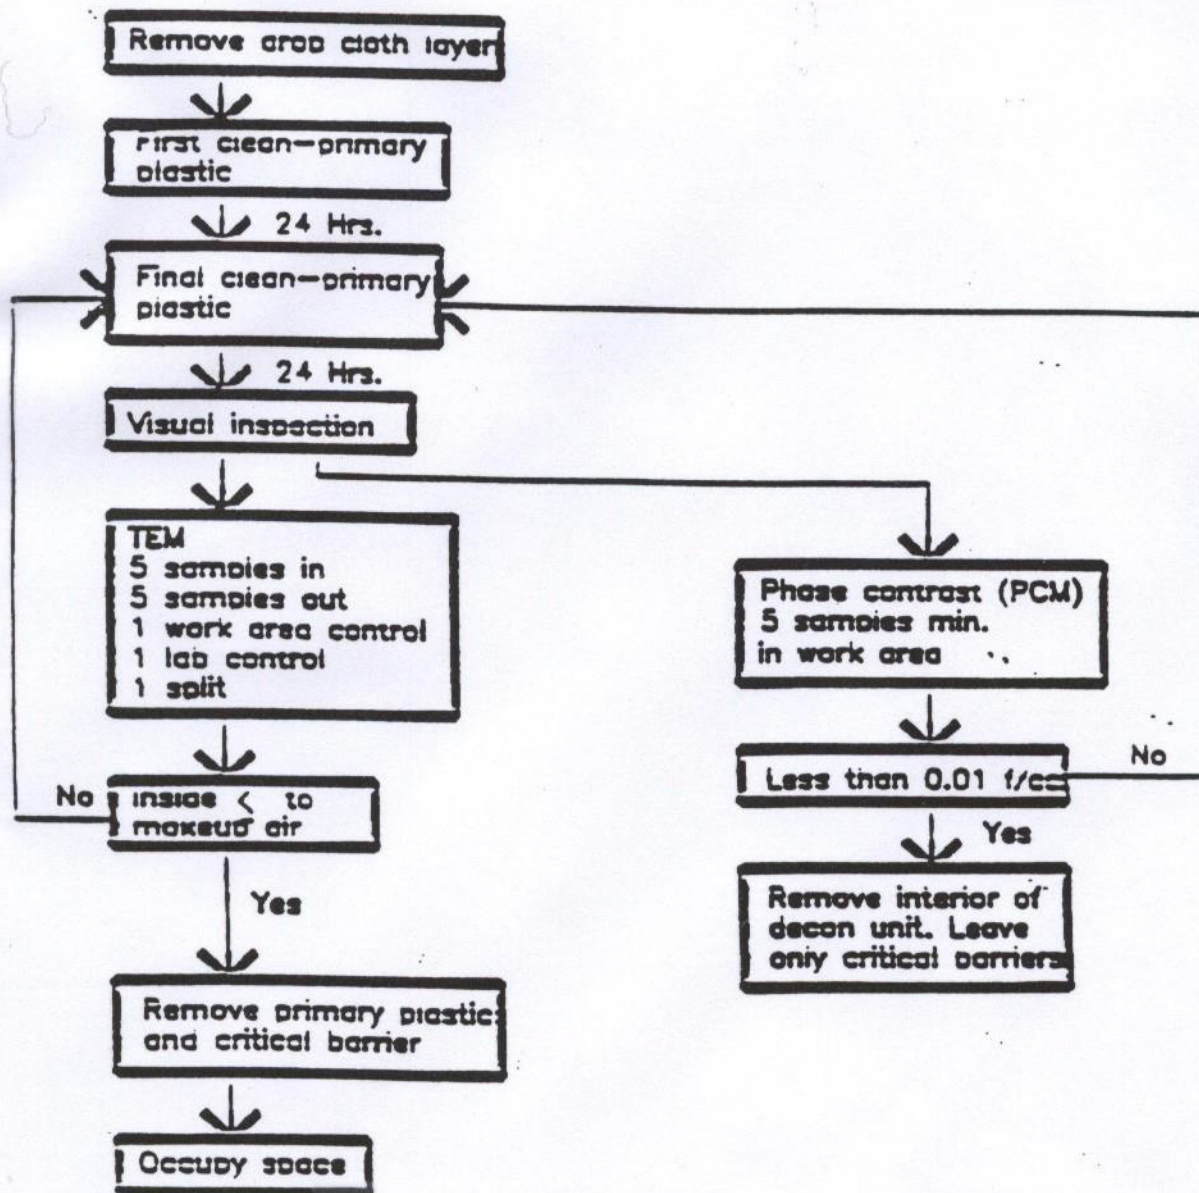 Remove drop cloth layer
First clean-primary
plastic
24 Hrs.
Final clean-primary
plastic
24 Hrs.
Visual inspection
TEM
5 samples in
5 samples out
1 work area control
1 lab control
1 split
No
Inside < to
makeup air
Yes
Remove primary plastic
and critical barrier
Occupy space
Phase contrast (PCM)
5 samples min.
in work area
Less than 0.01 f/cc
No
Yes
Remove interior of
decon unit. Leave
only critical barriers